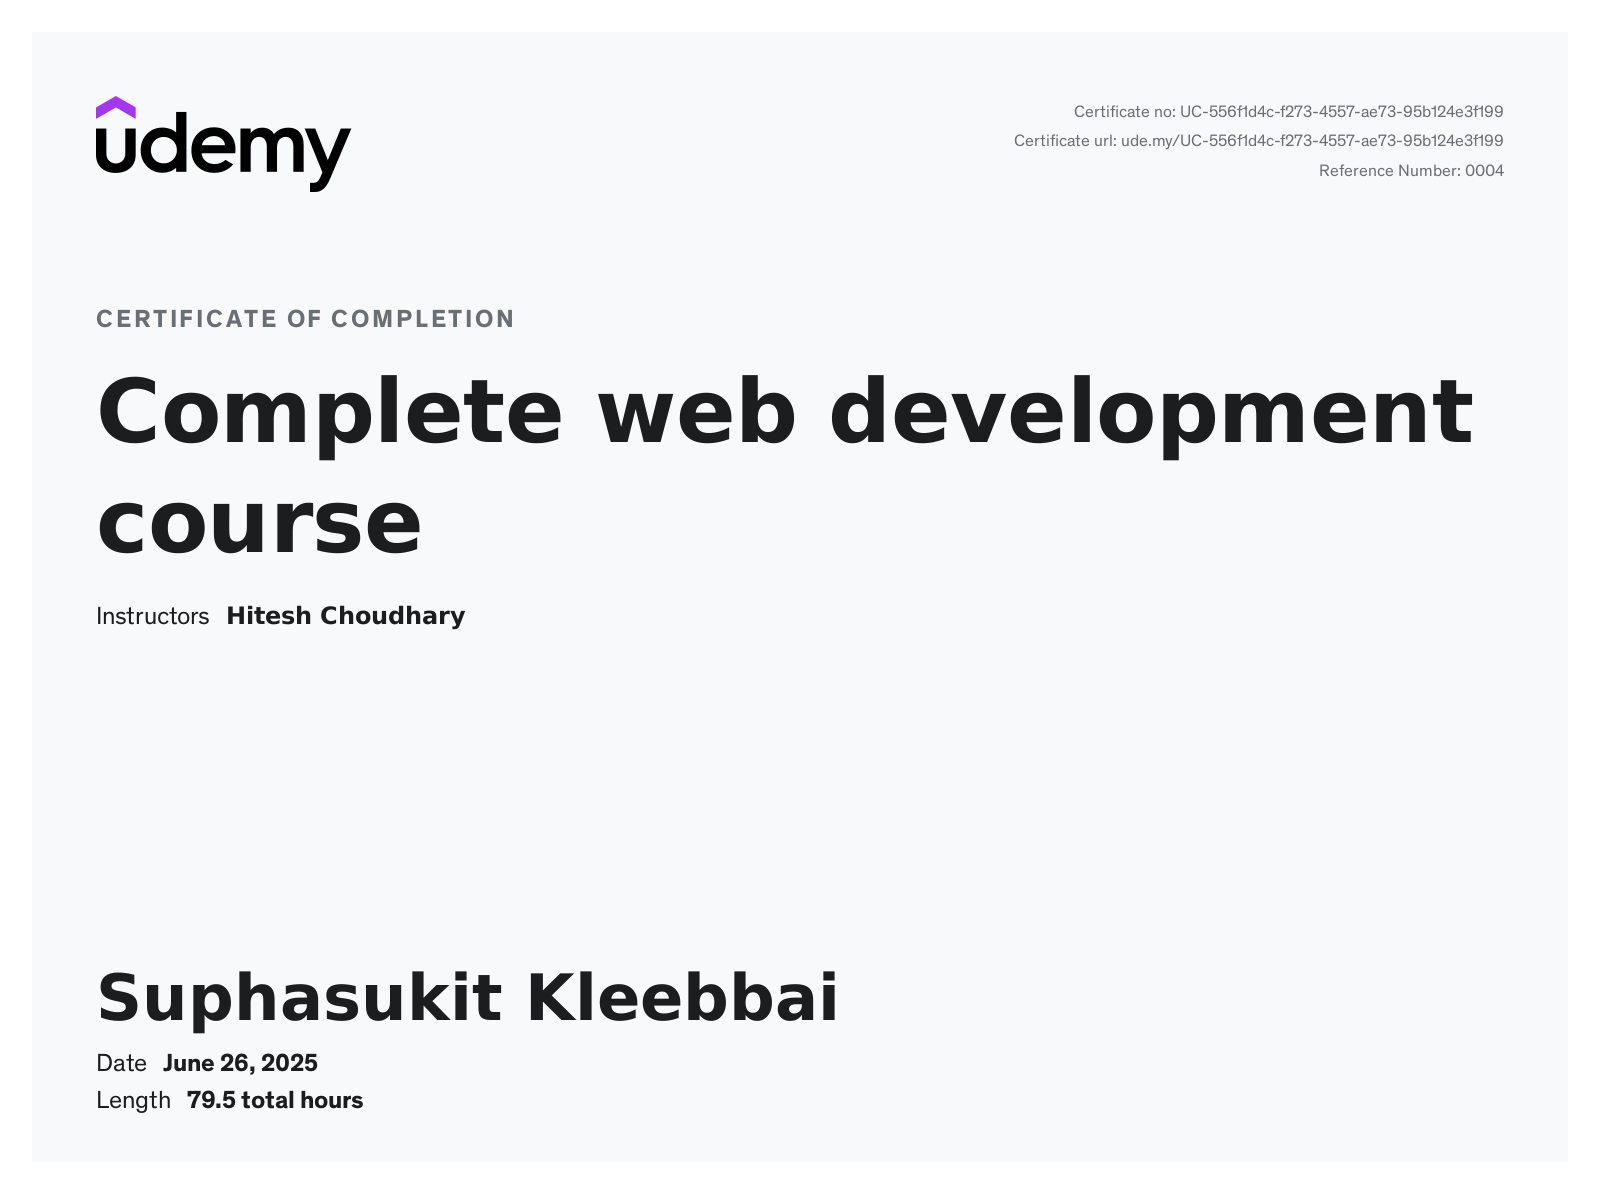 udemy
Certificate no: UC-556f1d4c-f273-4557-ae73-95b124e3f199
Certificate url: ude.my/UC-556f1d4c-f273-4557-ae73-95b124e3f199
Reference Number: 0004
CERTIFICATE OF COMPLETION
Complete web development
course
Instructors Hitesh Choudhary
Suphasukit Kleebbai
Date June 26, 2025
Length 79.5 total hours